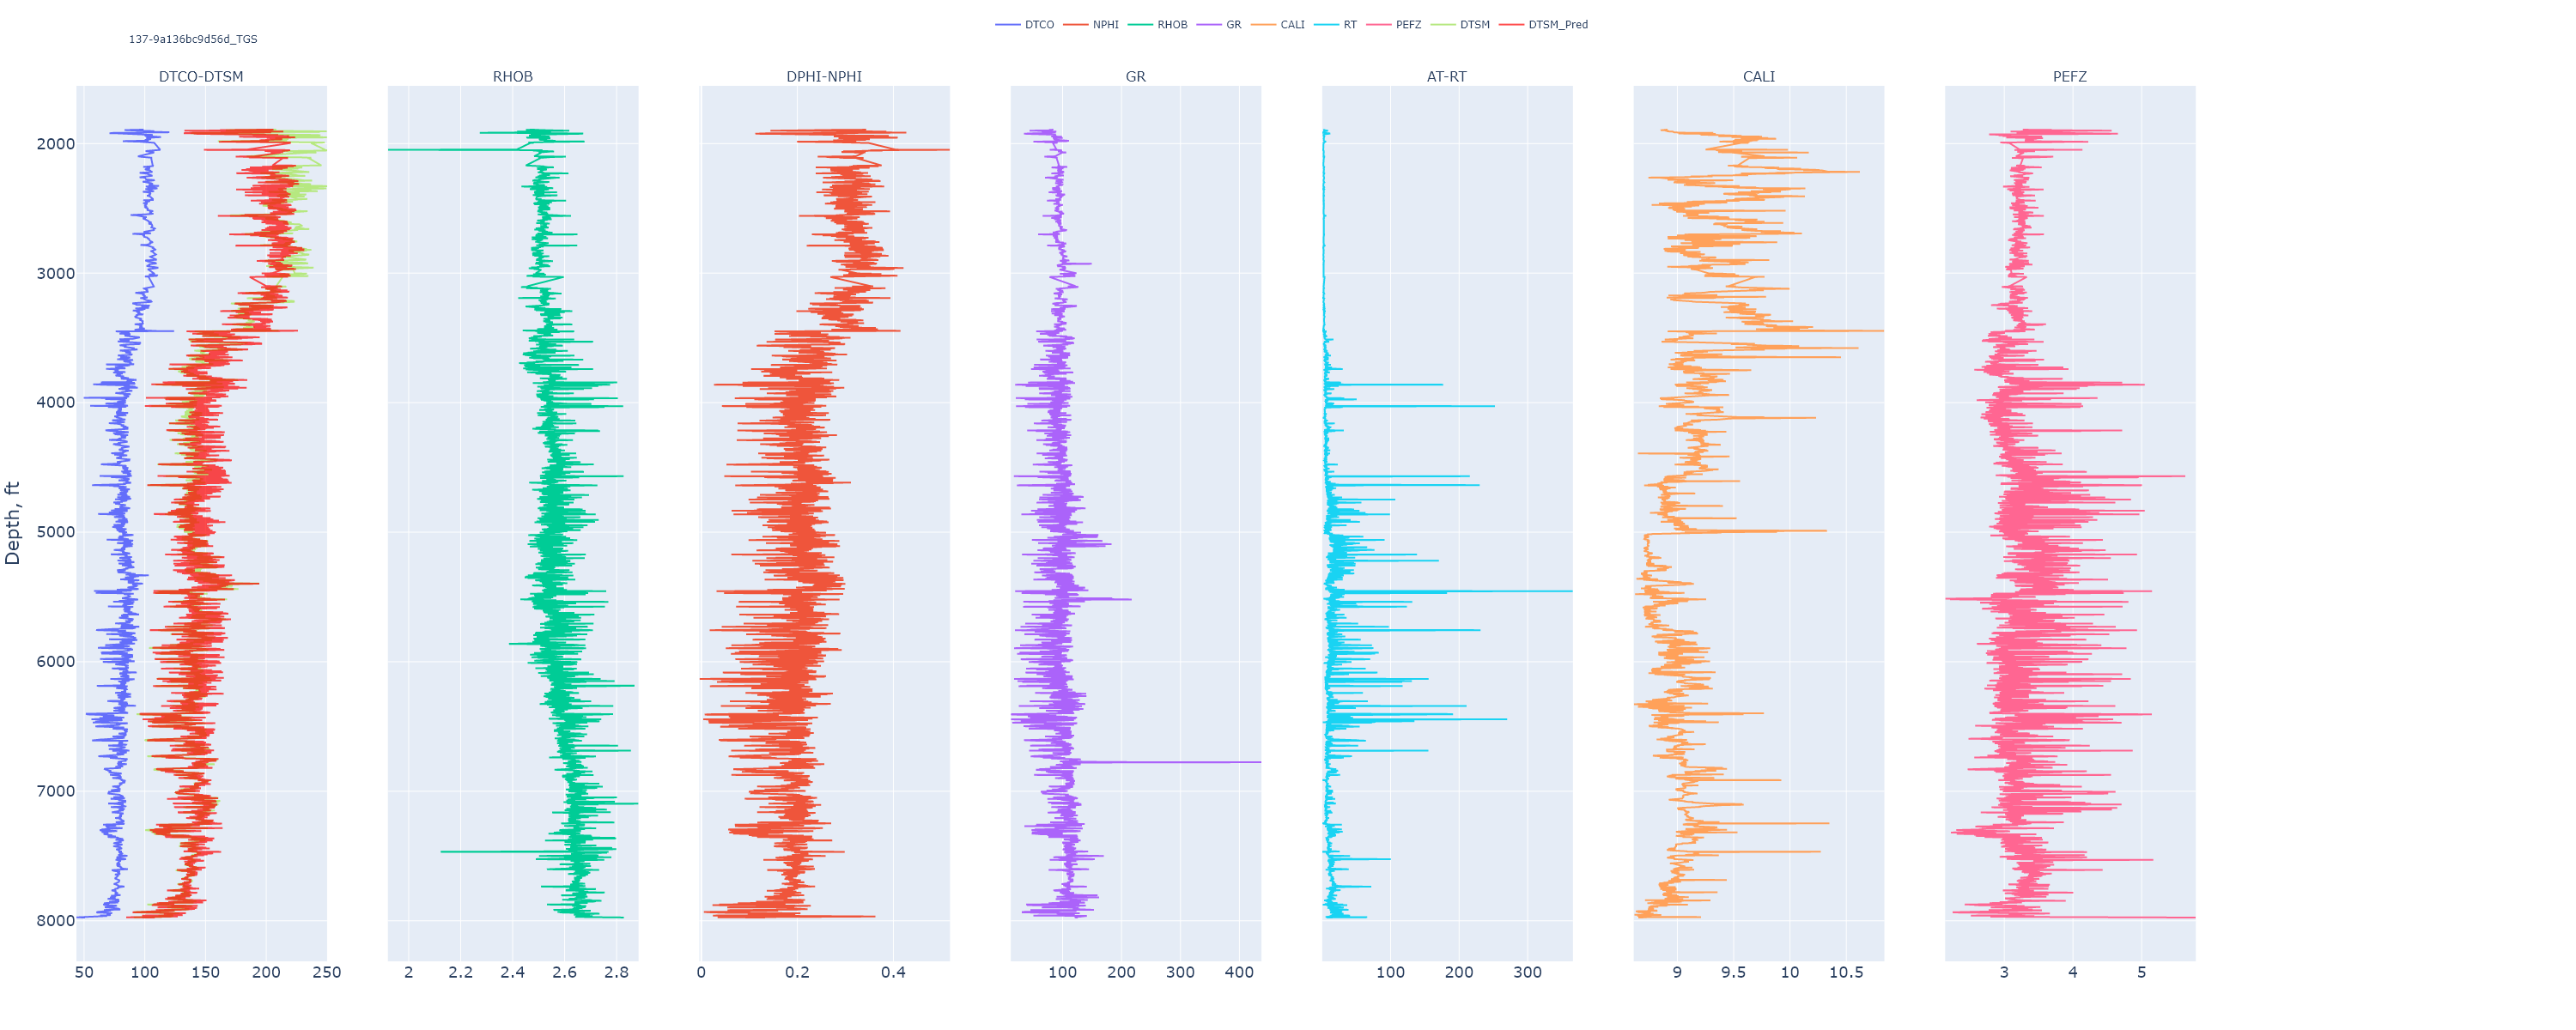 DTCO NPHI RHOB GR CALI RT PEFZ DTSM DTSM_Pred
137-9a136bc9d56d_TGS
DTCO-DTSM RHOB DPHI-NPHI GR AT-RT CALI PEFZ
2000
3000
4000
5000
6000
7000
8000
Depth, ft
50 100 150 200 250 2 2.2 2.4 2.6 2.8 0 0.2 0.4 100 200 300 400 100 200 300 9 9.5 10 10.5 3 4 5